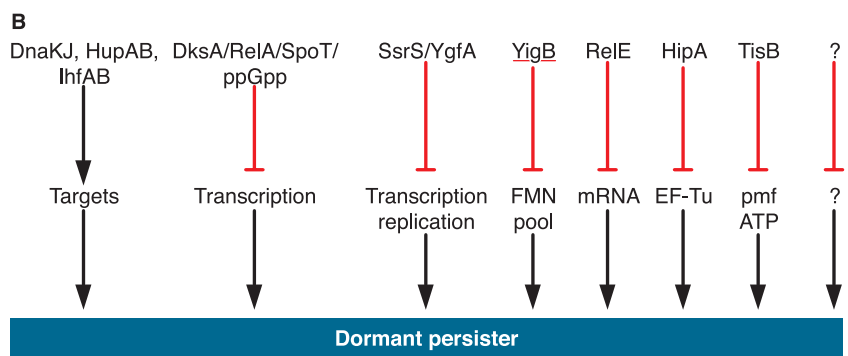 B
DnaKJ, HupAB, DksA/RelA/SpoT/ SsrS/YgfA YigB RelE HipA TisB ?
IhfAB ppGpp
Targets Transcription Transcription FMN mRNA EF-Tu pmf ?
replication pool ATP
Dormant persister